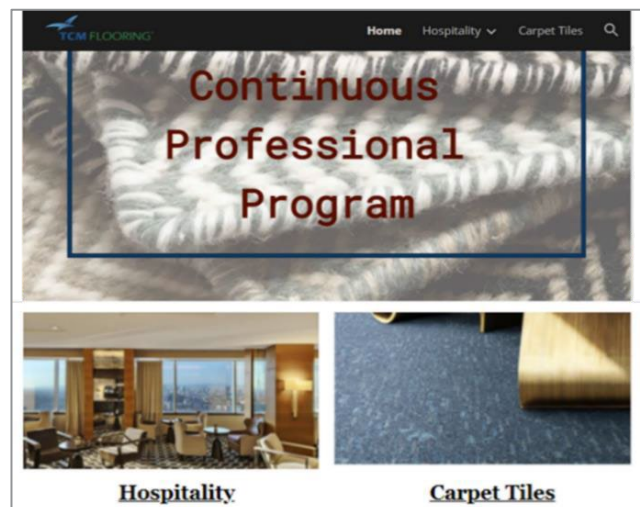 TCM FLOORING
Home Hospitality Carpet Tiles
Continuous
Professional
Program
Hospitality Carpet Tiles